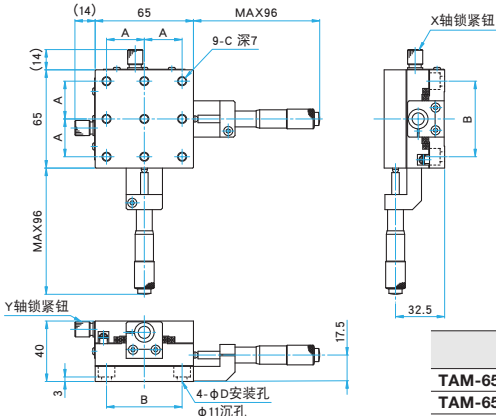 (14)
65
MAX96
X轴锁紧钮
A
A
9-C 深7
(14)
65
A
A
B
MAX96
32.5
Y轴锁紧钮
17.5
40
3
B
4-φD安装孔
φ11沉孔
TAM-65
TAM-65